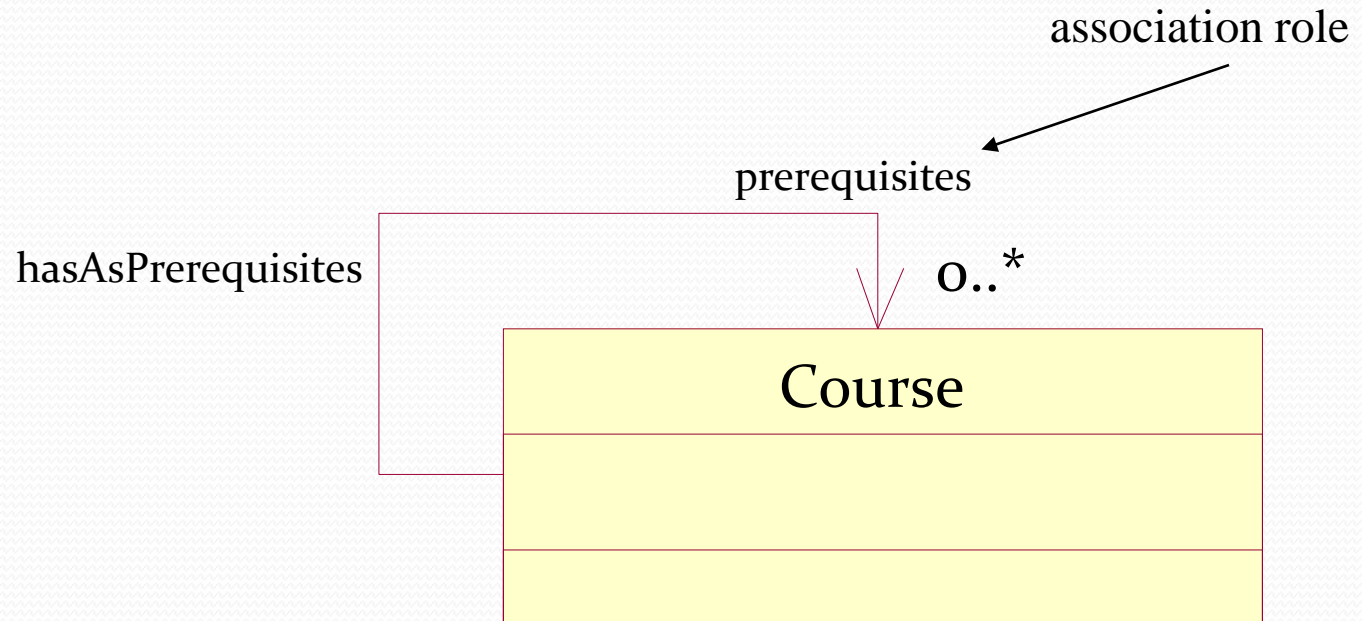 association role
prerequisites
hasAsPrerequisites
0..*
Course